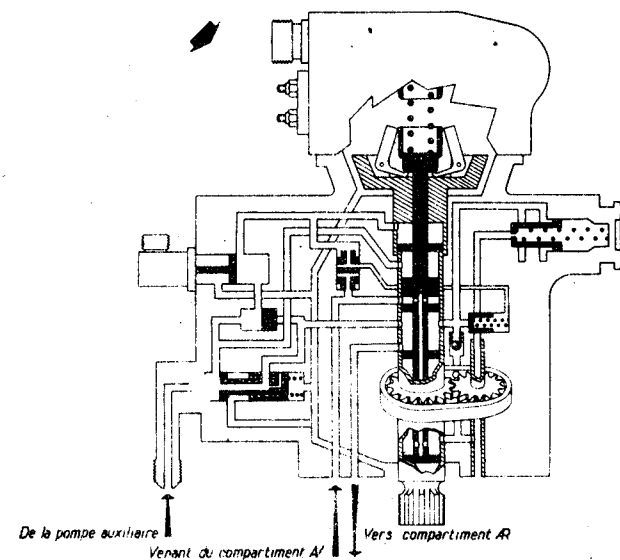 De la pompe auxiliaire
Vers compartiment AR
Venant du compartiment AV